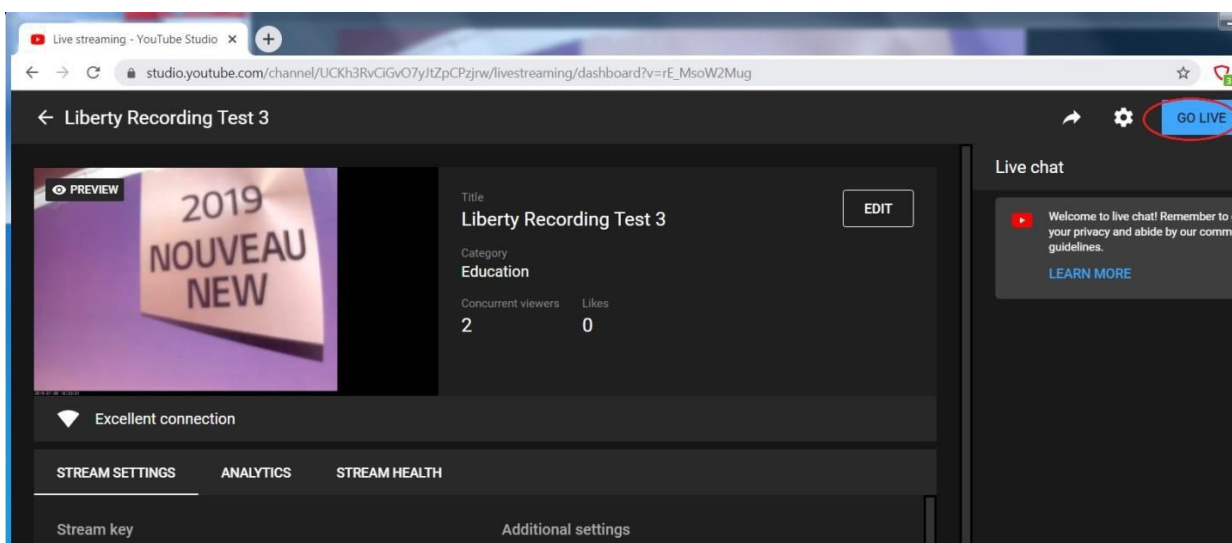 Live streaming - YouTube Studio
studio.youtube.com/channel/UCKh3RvCiGvO7yJtZpCPzjrw/livestreaming/dashboard?v=rE_MsoW2Mug
Liberty Recording Test 3
GO LIVE
PREVIEW
2019
NOUVEAU
NEW
Title
Liberty Recording Test 3
EDIT
Category
Education
Concurrent viewers Likes
2 0
Excellent connection
STREAM SETTINGS ANALYTICS STREAM HEALTH
Stream key Additional settings
Live chat
Welcome to live chat! Remember to
your privacy and abide by our comm
guidelines.
LEARN MORE